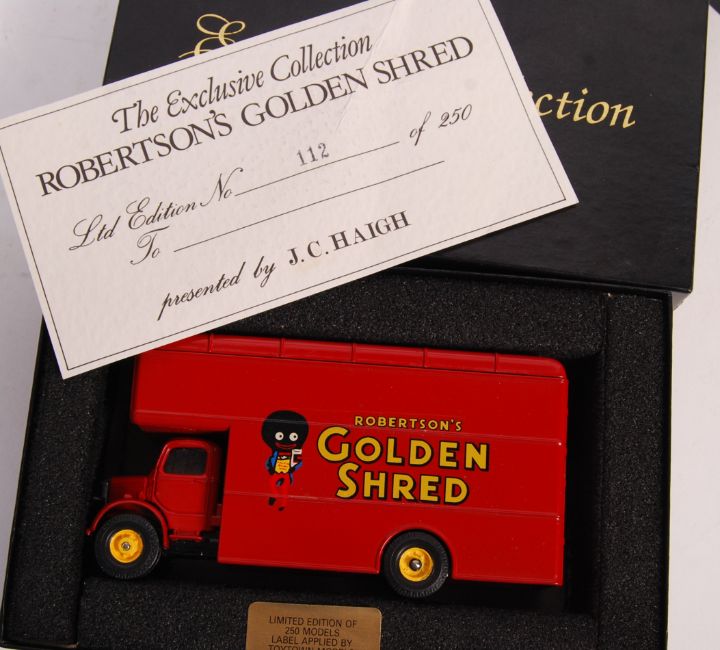 The Exclusive Collection
ROBERTSON'S GOLDEN SHRED
Ltd Edition No 112 of 250
To
presented by J.C. HAIGH
ROBERTSON'S
GOLDEN
SHRED
LIMITED EDITION OF
250 MODELS
LABEL APPLIED BY